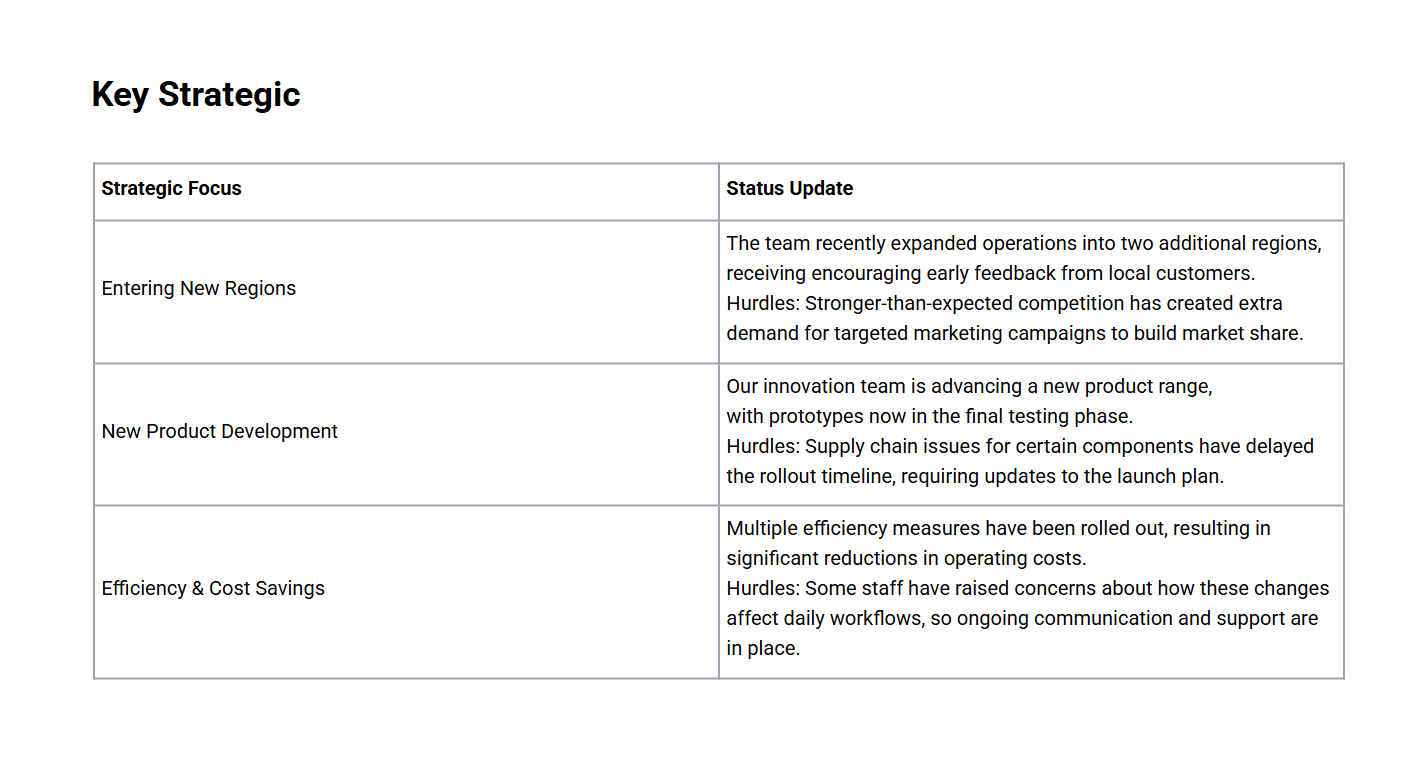 Key Strategic
Strategic Focus
Status Update
Entering New Regions
The team recently expanded operations into two additional regions,
receiving encouraging early feedback from local customers.
Hurdles: Stronger-than-expected competition has created extra
demand for targeted marketing campaigns to build market share.
New Product Development
Our innovation team is advancing a new product range,
with prototypes now in the final testing phase.
Hurdles: Supply chain issues for certain components have delayed
the rollout timeline, requiring updates to the launch plan.
Efficiency & Cost Savings
Multiple efficiency measures have been rolled out, resulting in
significant reductions in operating costs.
Hurdles: Some staff have raised concerns about how these changes
affect daily workflows, so ongoing communication and support are
in place.